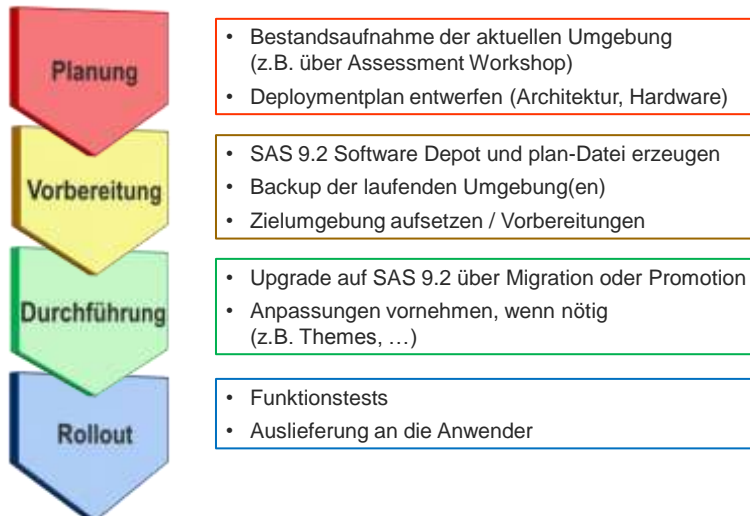 Planung
• Bestandsaufnahme der aktuellen Umgebung
(z.B. über Assessment Workshop)
• Deploymentplan entwerfen (Architektur, Hardware)
Vorbereitung
• SAS 9.2 Software Depot und plan-Datei erzeugen
• Backup der laufenden Umgebung(en)
• Zielumgebung aufsetzen / Vorbereitungen
Durchführung
• Upgrade auf SAS 9.2 über Migration oder Promotion
• Anpassungen vornehmen, wenn nötig
(z.B. Themes, …)
Rollout
• Funktionstests
• Auslieferung an die Anwender